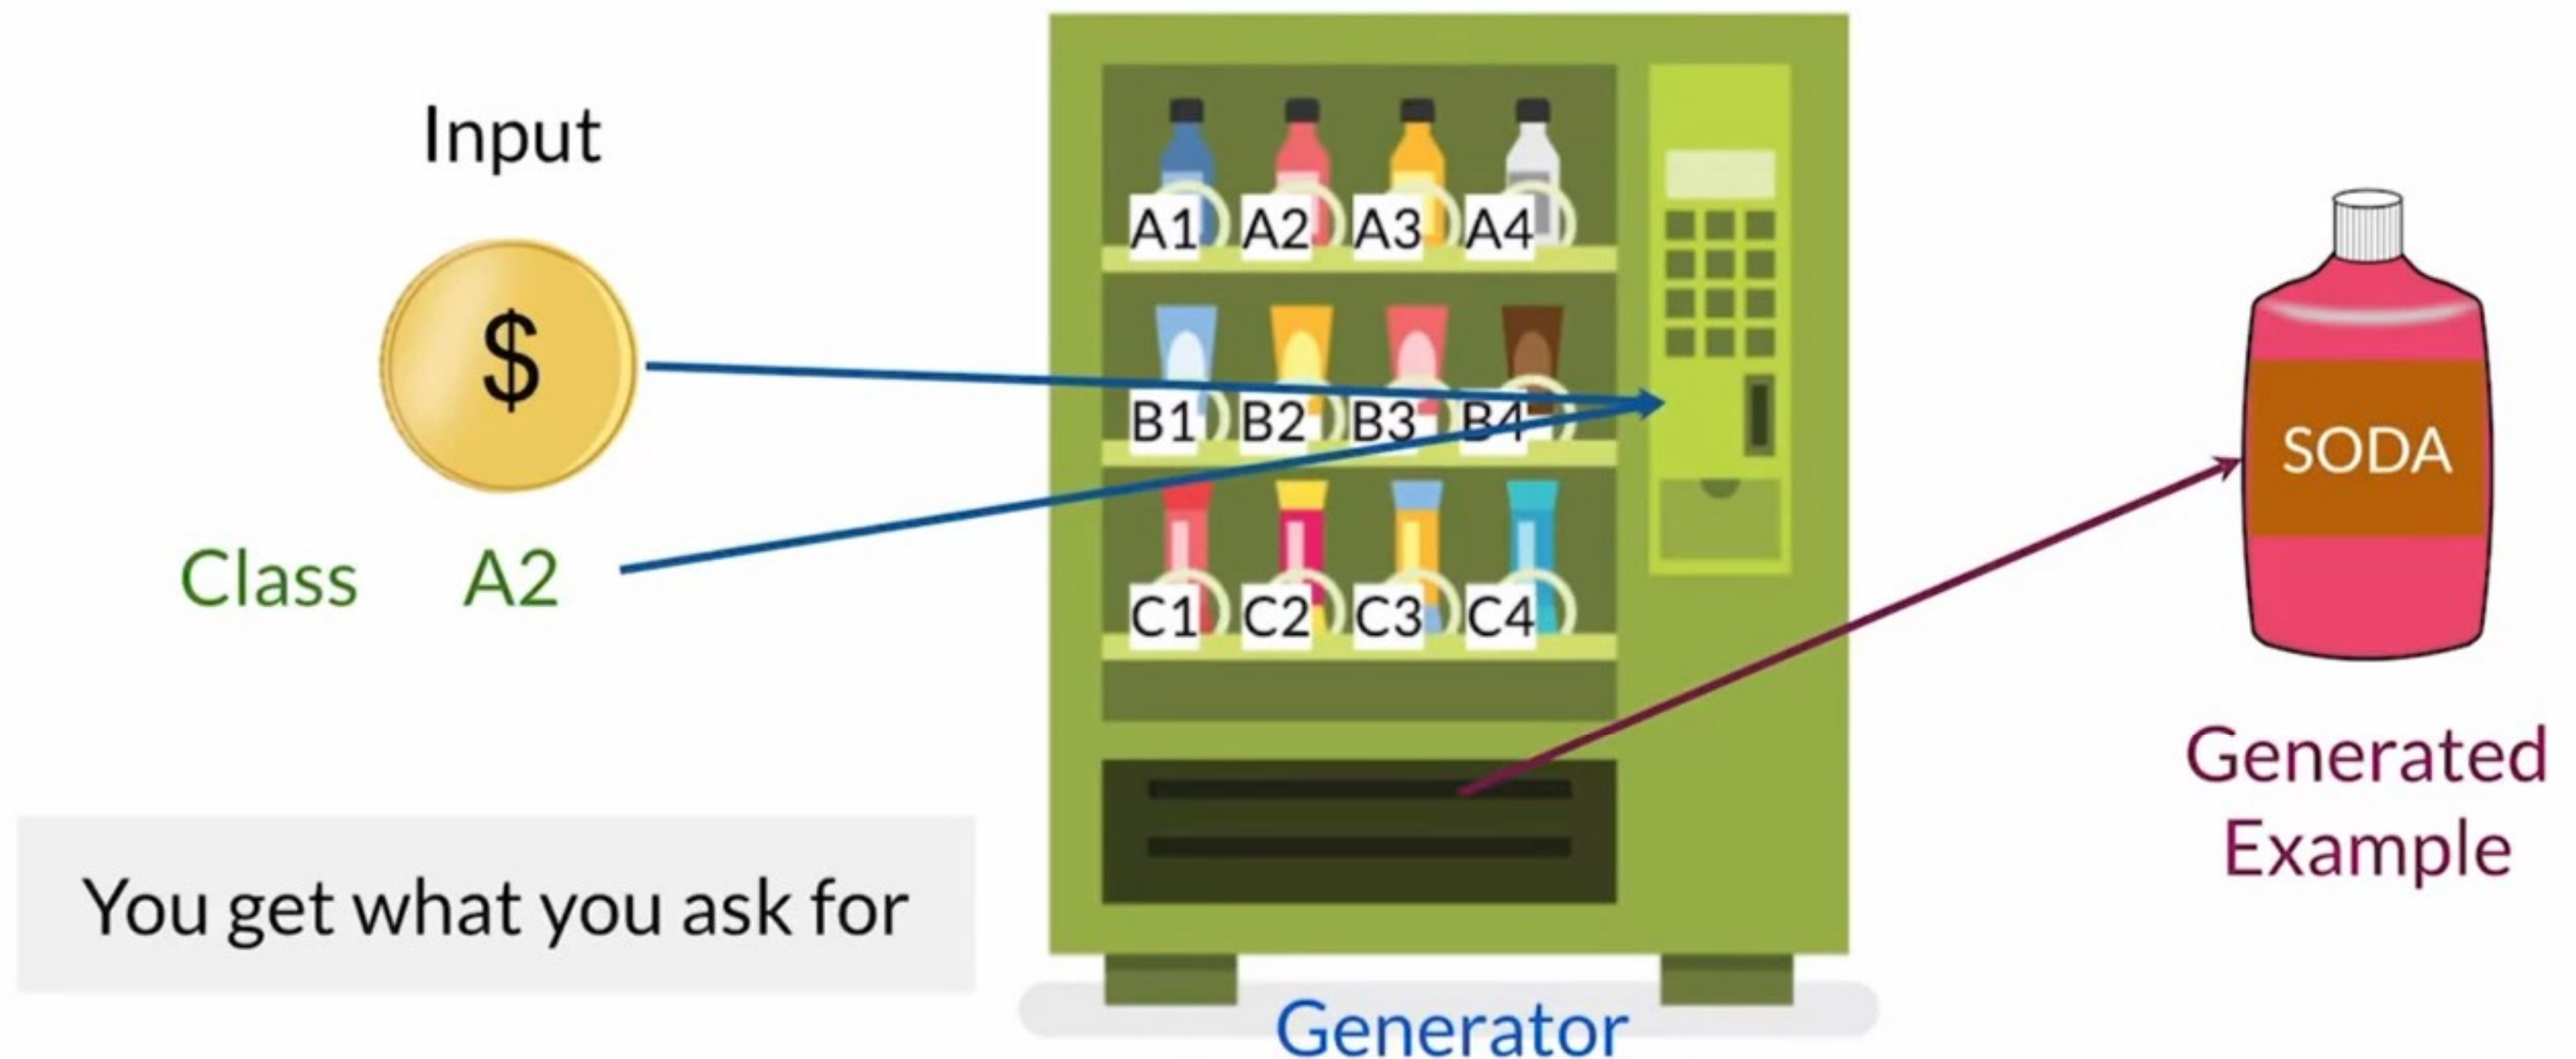 Input
$
Class A2
You get what you ask for
A1 A2 A3 A4
B1 B2 B3 B4
C1 C2 C3 C4
Generator
SODA
Generated
Example